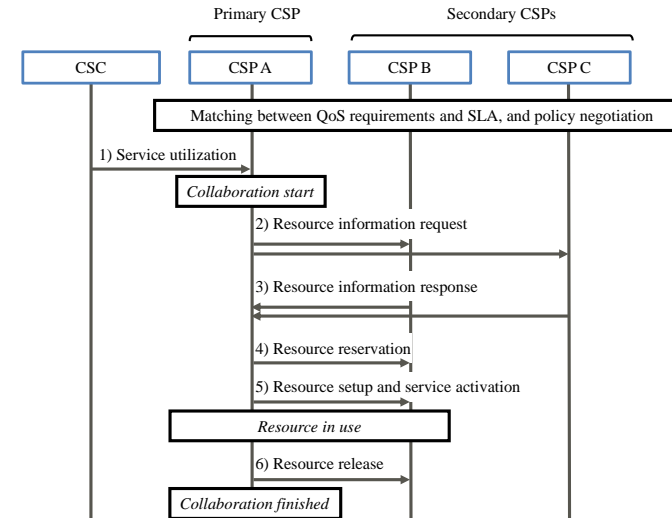 Primary CSP
Secondary CSPs
CSC
CSP A
CSP B
CSP C
Matching between QoS requirements and SLA, and policy negotiation
1) Service utilization
Collaboration start
2) Resource information request
3) Resource information response
4) Resource reservation
5) Resource setup and service activation
Resource in use
6) Resource release
Collaboration finished